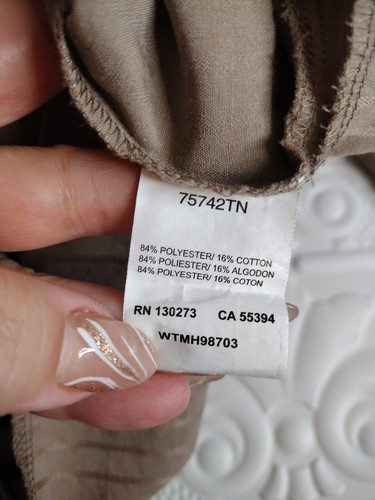 75742TN
84% POLYESTER/ 16% COTTON
84% POLIESTER/ 16% ALGODON
84% POLYESTER/ 16% COTON
RN 130273 CA 55394
WTMH98703